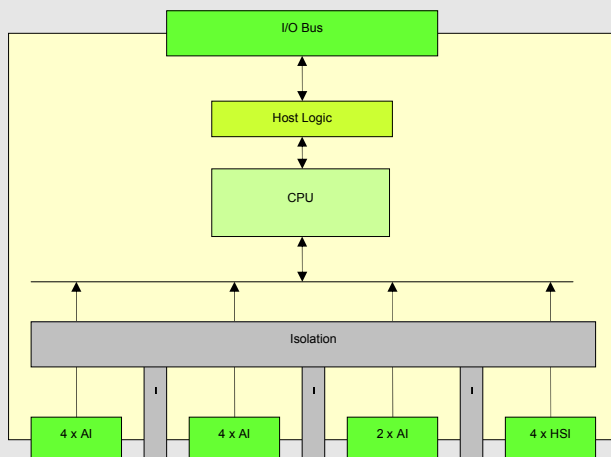 I/O Bus
Host Logic
CPU
Isolation
I I I
4 x AI 4 x AI 2 x AI 4 x HSI